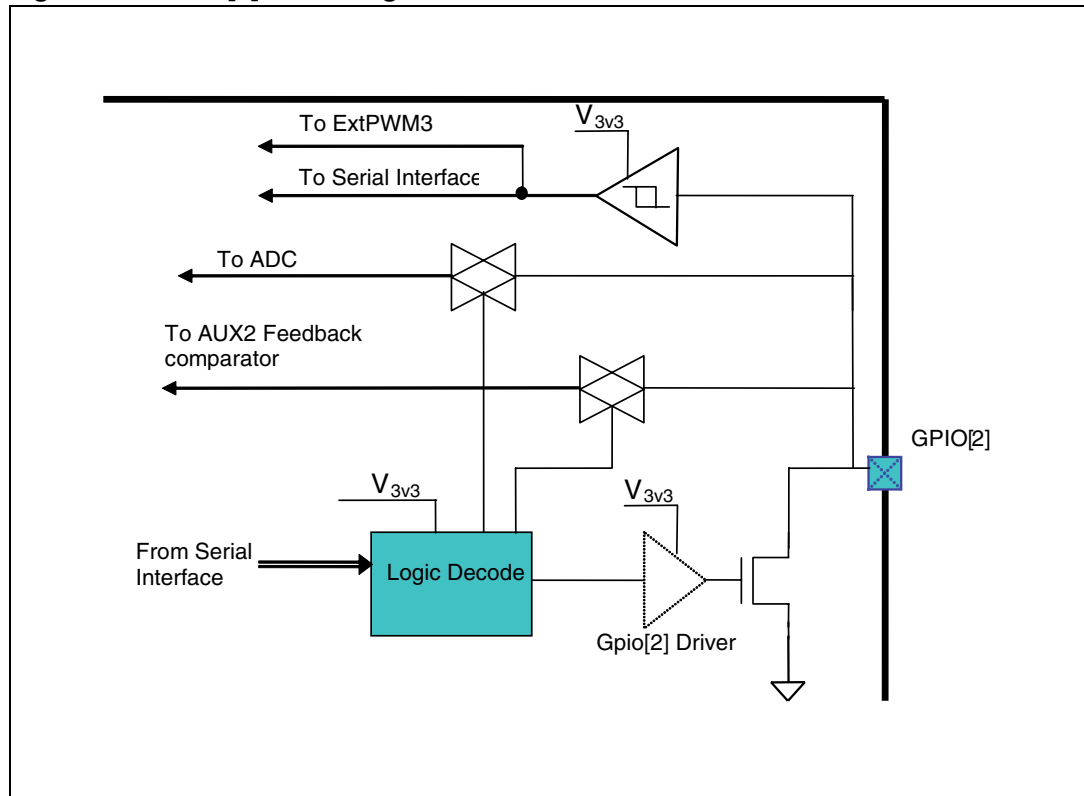 To ExtPWM3
V3v3
To Serial Interface
To ADC
To AUX2 Feedback
comparator
GPIO[2]
V3v3
V3v3
From Serial
Interface
Logic Decode
Gpio[2] Driver